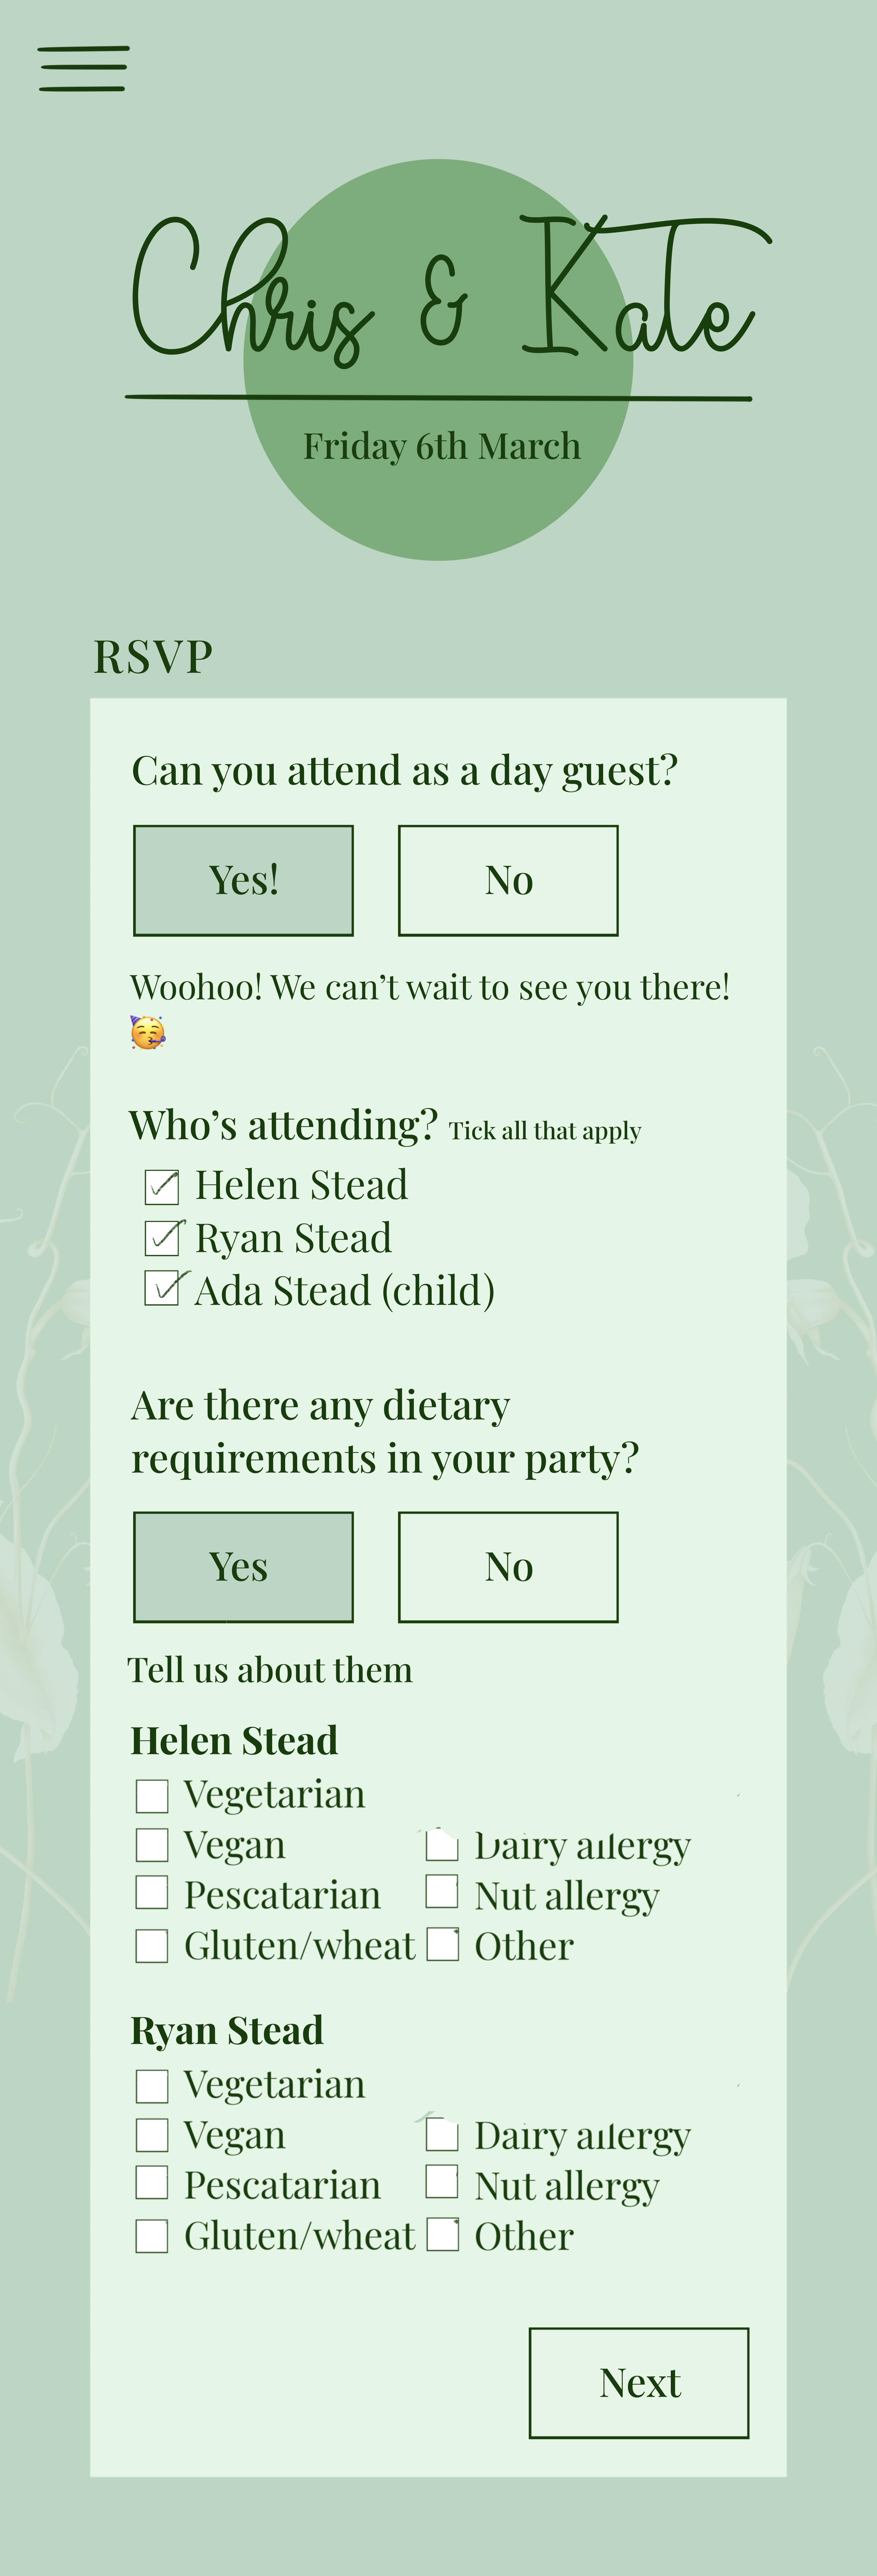 Chris & Kate
Friday 6th March
RSVP
Can you attend as a day guest?
Yes!
No
Woohoo! We can’t wait to see you there!
🥳
Who’s attending? Tick all that apply
Helen Stead
Ryan Stead
Ada Stead (child)
Are there any dietary
requirements in your party?
Yes
No
Tell us about them
Helen Stead
Vegetarian
Vegan
Dairy allergy
Pescatarian
Nut allergy
Gluten/wheat
Other
Ryan Stead
Vegetarian
Vegan
Dairy allergy
Pescatarian
Nut allergy
Gluten/wheat
Other
Next